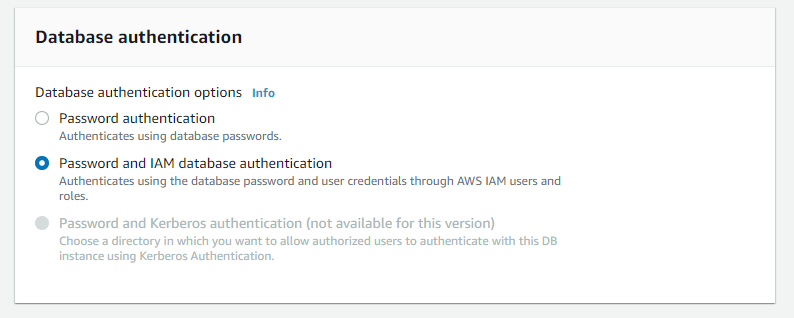 Database authentication
Database authentication options Info
Password authentication
Authenticates using database passwords.
Password and IAM database authentication
Authenticates using the database password and user credentials through AWS IAM users and
roles.
Password and Kerberos authentication (not available for this version)
Choose a directory in which you want to allow authorized users to authenticate with this DB
instance using Kerberos Authentication.